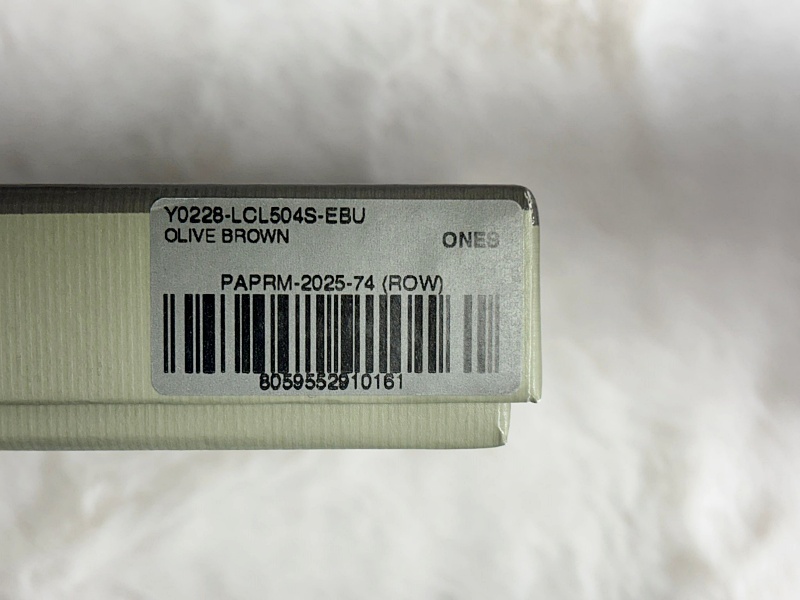 Y0228-LCL504S-EBU
OLIVE BROWN
ONES
PAPRM-2025-74 (ROW)
8059552910161